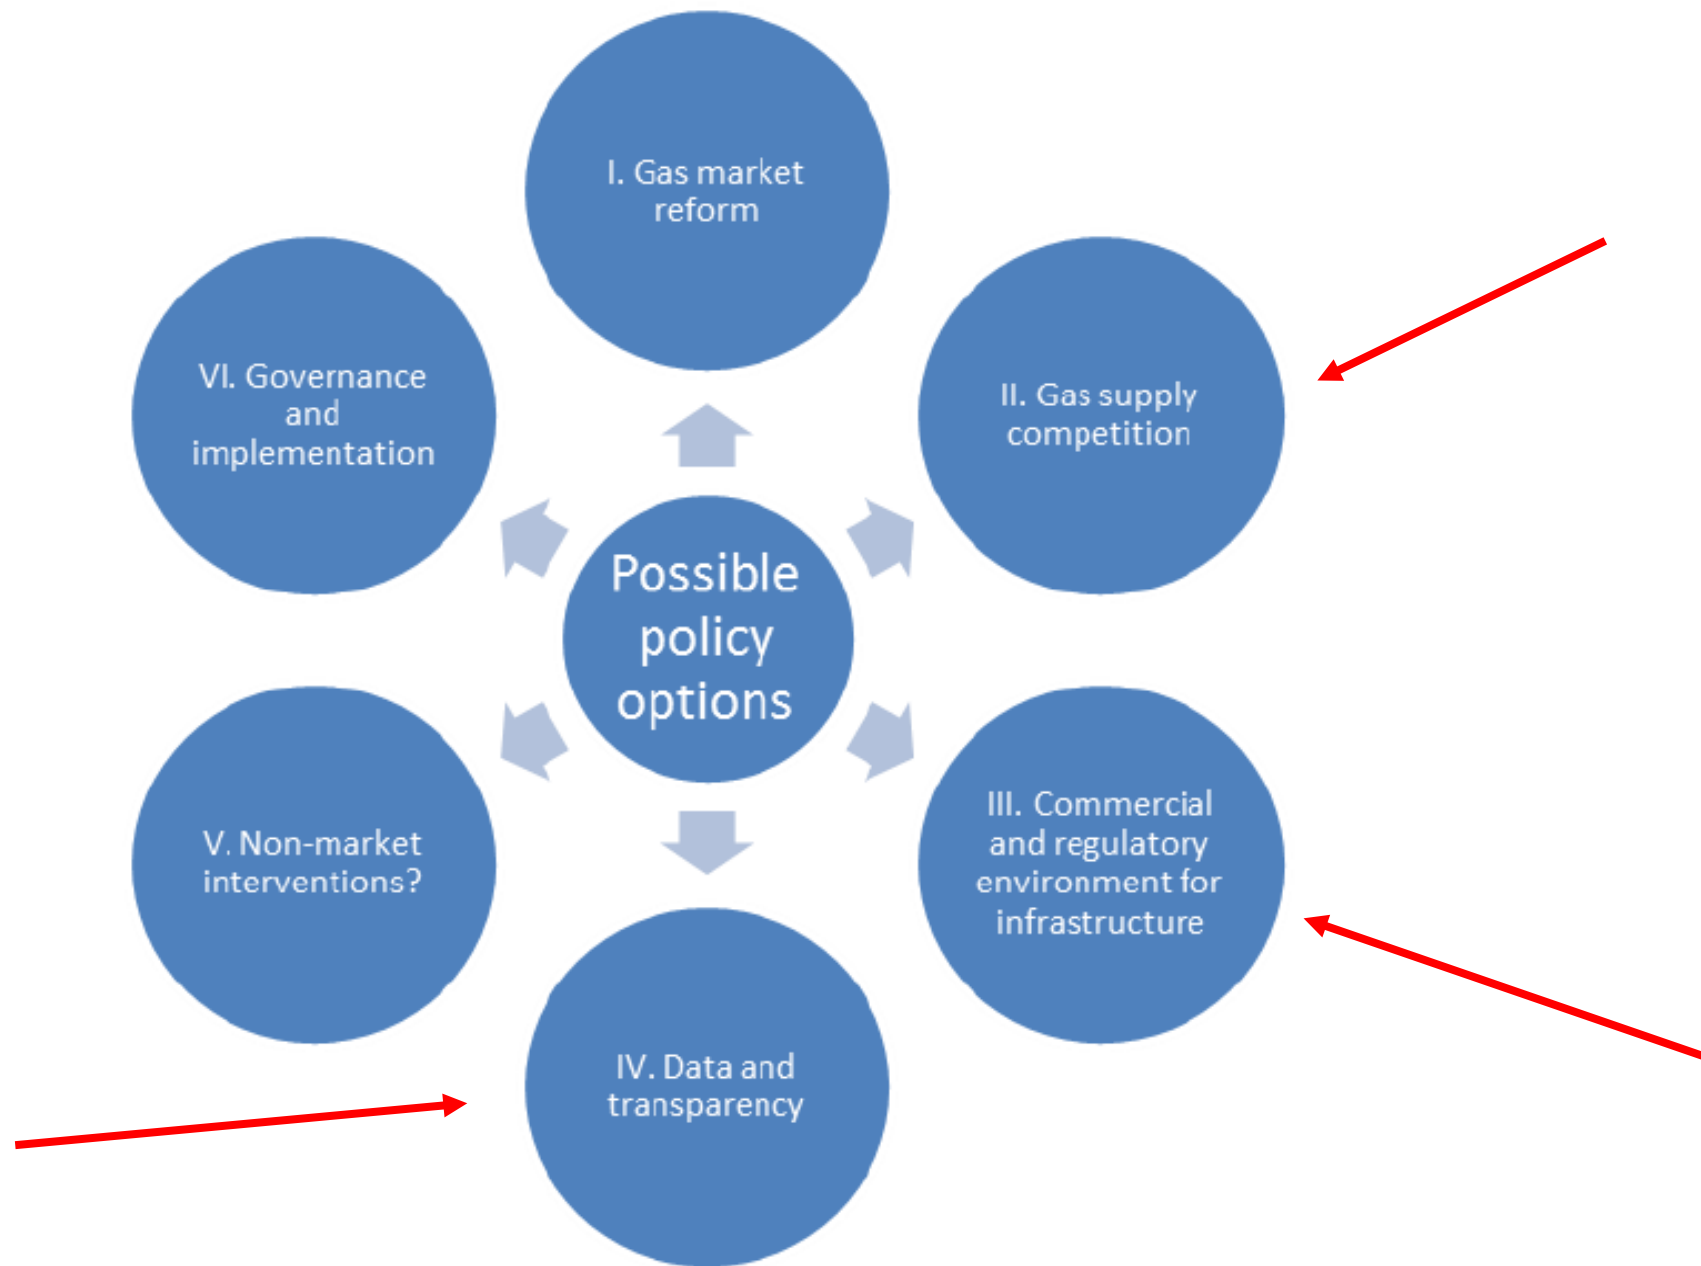 I. Gas market
reform
II. Gas supply
competition
III. Commercial
and regulatory
environment for
infrastructure
IV. Data and
transparency
V. Non-market
interventions?
VI. Governance
and
implementation
Possible
policy
options